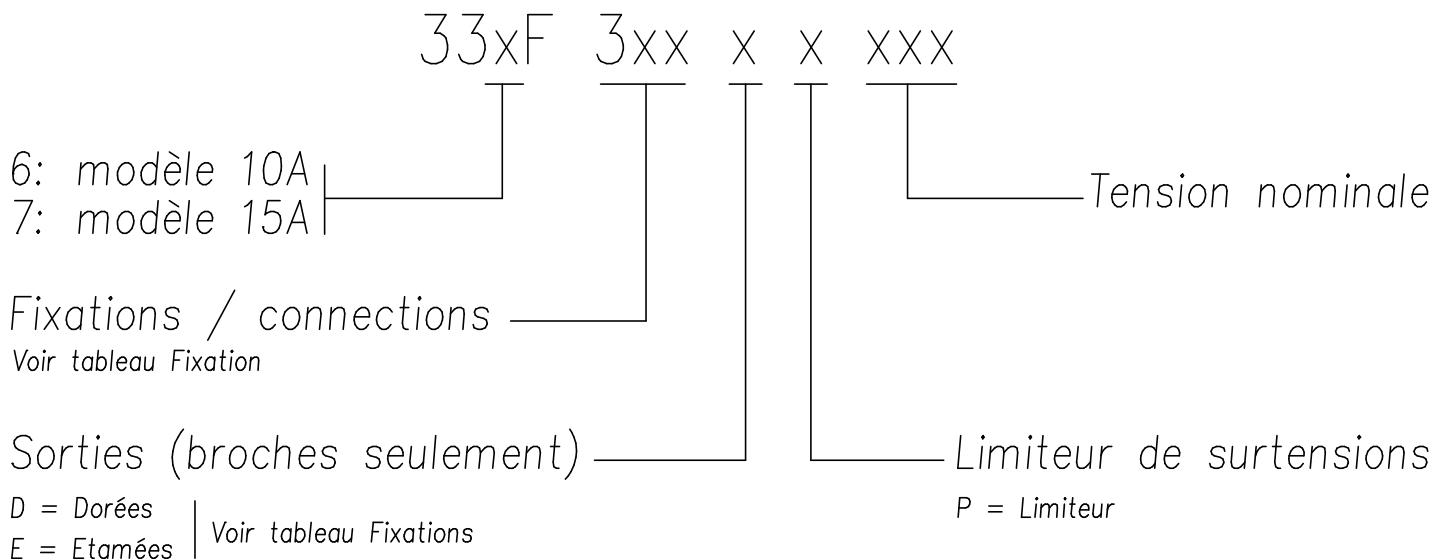 33xF 3xx x x xxx
6: modèle 10A
7: modèle 15A
Tension nominale
Fixations / connections
Voir tableau Fixation
Sorties (broches seulement)
D = Dorées
E = Etamées
Voir tableau Fixations
Limiteur de surtensions
P = Limiteur